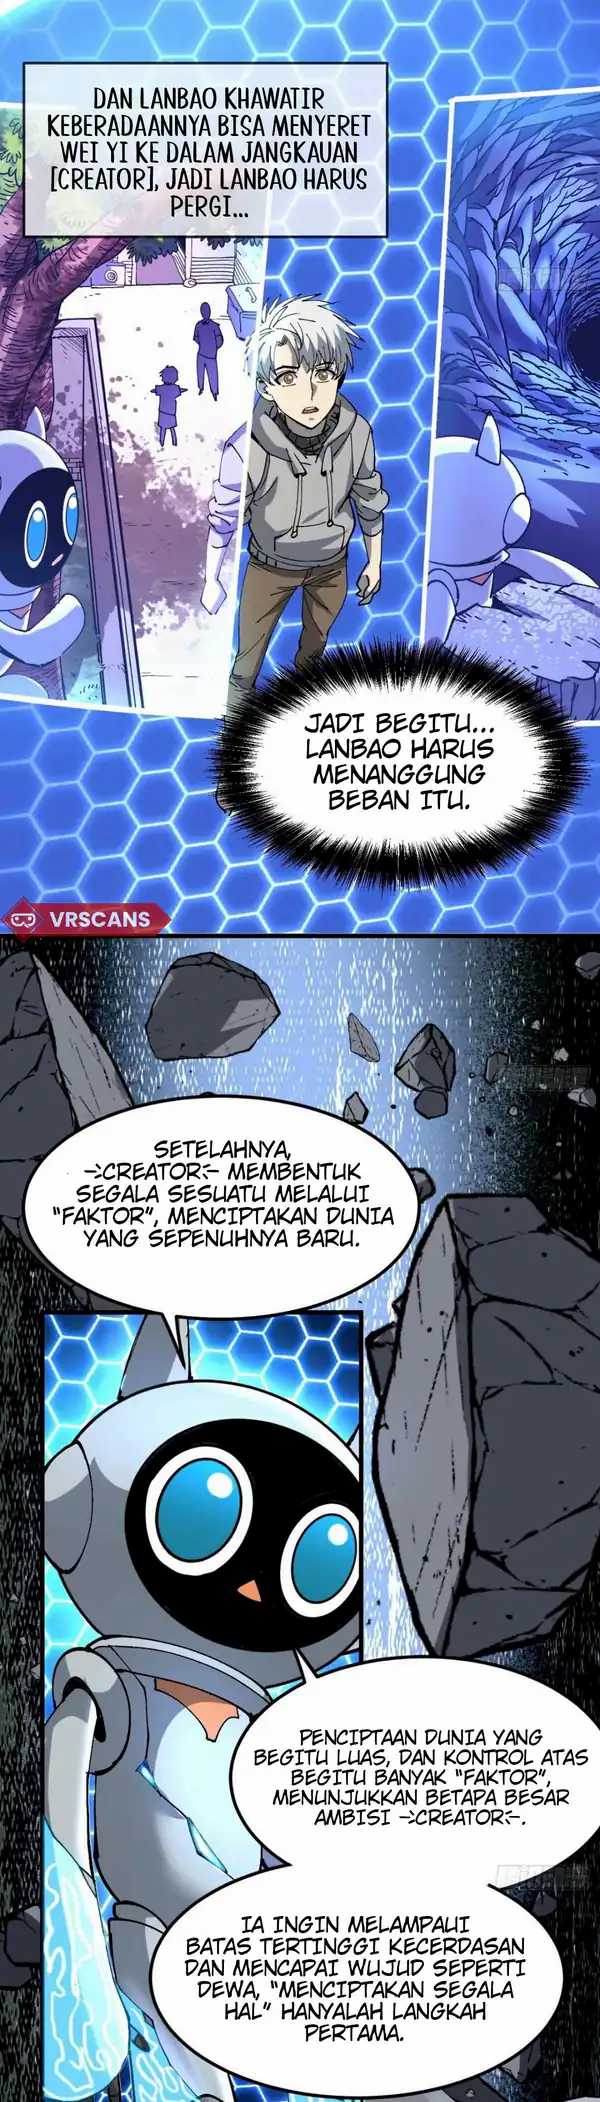 DAN LANBAO KHAWATIR
KEBERADAANNYA BISA MENYERET
WEI YI KE DALAM JANGKAUAN
[CREATOR], JADI LANBAO HARUS
PERGI...
JADI BEGITU...
LANBAO HARUS
MENANGGUNG
BEBAN ITU.
VRSCANS
SETELAHNYA,
-›CREATOR‹- MEMBENTUK
SEGALA SESUATU MELALUI
"FAKTOR", MENCIPTAKAN DUNIA
YANG SEPENUHNYA BARU.
PENCIPTAAN DUNIA YANG
BEGITU LUAS, DAN KONTROL ATAS
BEGITU BANYAK "FAKTOR",
MENUNJUKKAN BETAPA BESAR
AMBISI -›CREATOR‹-.
IA INGIN MELAMPAUI
BATAS TERTINGGI KECERDASAN
DAN MENCAPAI WUJUD SEPERTI
DEWA, "MENCIPTAKAN SEGALA
HAL" HANYALAH LANGKAH
PERTAMA.